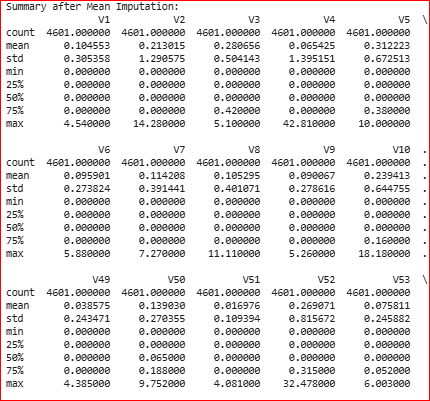 Summary after Mean Imputation:
V1 V2 V3 V4 V5 \
count 4601.000000 4601.000000 4601.000000 4601.000000 4601.000000
mean 0.104553 0.213015 0.280656 0.065425 0.312223
std 0.305358 1.290575 0.504143 1.395151 0.672513
min 0.000000 0.000000 0.000000 0.000000 0.000000
25% 0.000000 0.000000 0.000000 0.000000 0.000000
50% 0.000000 0.000000 0.000000 0.000000 0.000000
75% 0.000000 0.000000 0.420000 0.000000 0.380000
max 4.540000 14.280000 5.100000 42.810000 10.000000
V6 V7 V8 V9 V10 .
count 4601.000000 4601.000000 4601.000000 4601.000000 4601.000000 .
mean 0.095901 0.114208 0.105295 0.090067 0.239413 .
std 0.273824 0.391441 0.401071 0.278616 0.644755 .
min 0.000000 0.000000 0.000000 0.000000 0.000000 .
25% 0.000000 0.000000 0.000000 0.000000 0.000000 .
50% 0.000000 0.000000 0.000000 0.000000 0.000000 .
75% 0.000000 0.000000 0.000000 0.000000 0.160000 .
max 5.880000 7.270000 11.110000 5.260000 18.180000 .
V49 V50 V51 V52 V53 \
count 4601.000000 4601.000000 4601.000000 4601.000000 4601.000000
mean 0.038575 0.139030 0.016976 0.269071 0.075811
std 0.243471 0.270355 0.109394 0.815672 0.245882
min 0.000000 0.000000 0.000000 0.000000 0.000000
25% 0.000000 0.000000 0.000000 0.000000 0.000000
50% 0.000000 0.065000 0.000000 0.000000 0.000000
75% 0.000000 0.188000 0.000000 0.315000 0.052000
max 4.385000 9.752000 4.081000 32.478000 6.003000